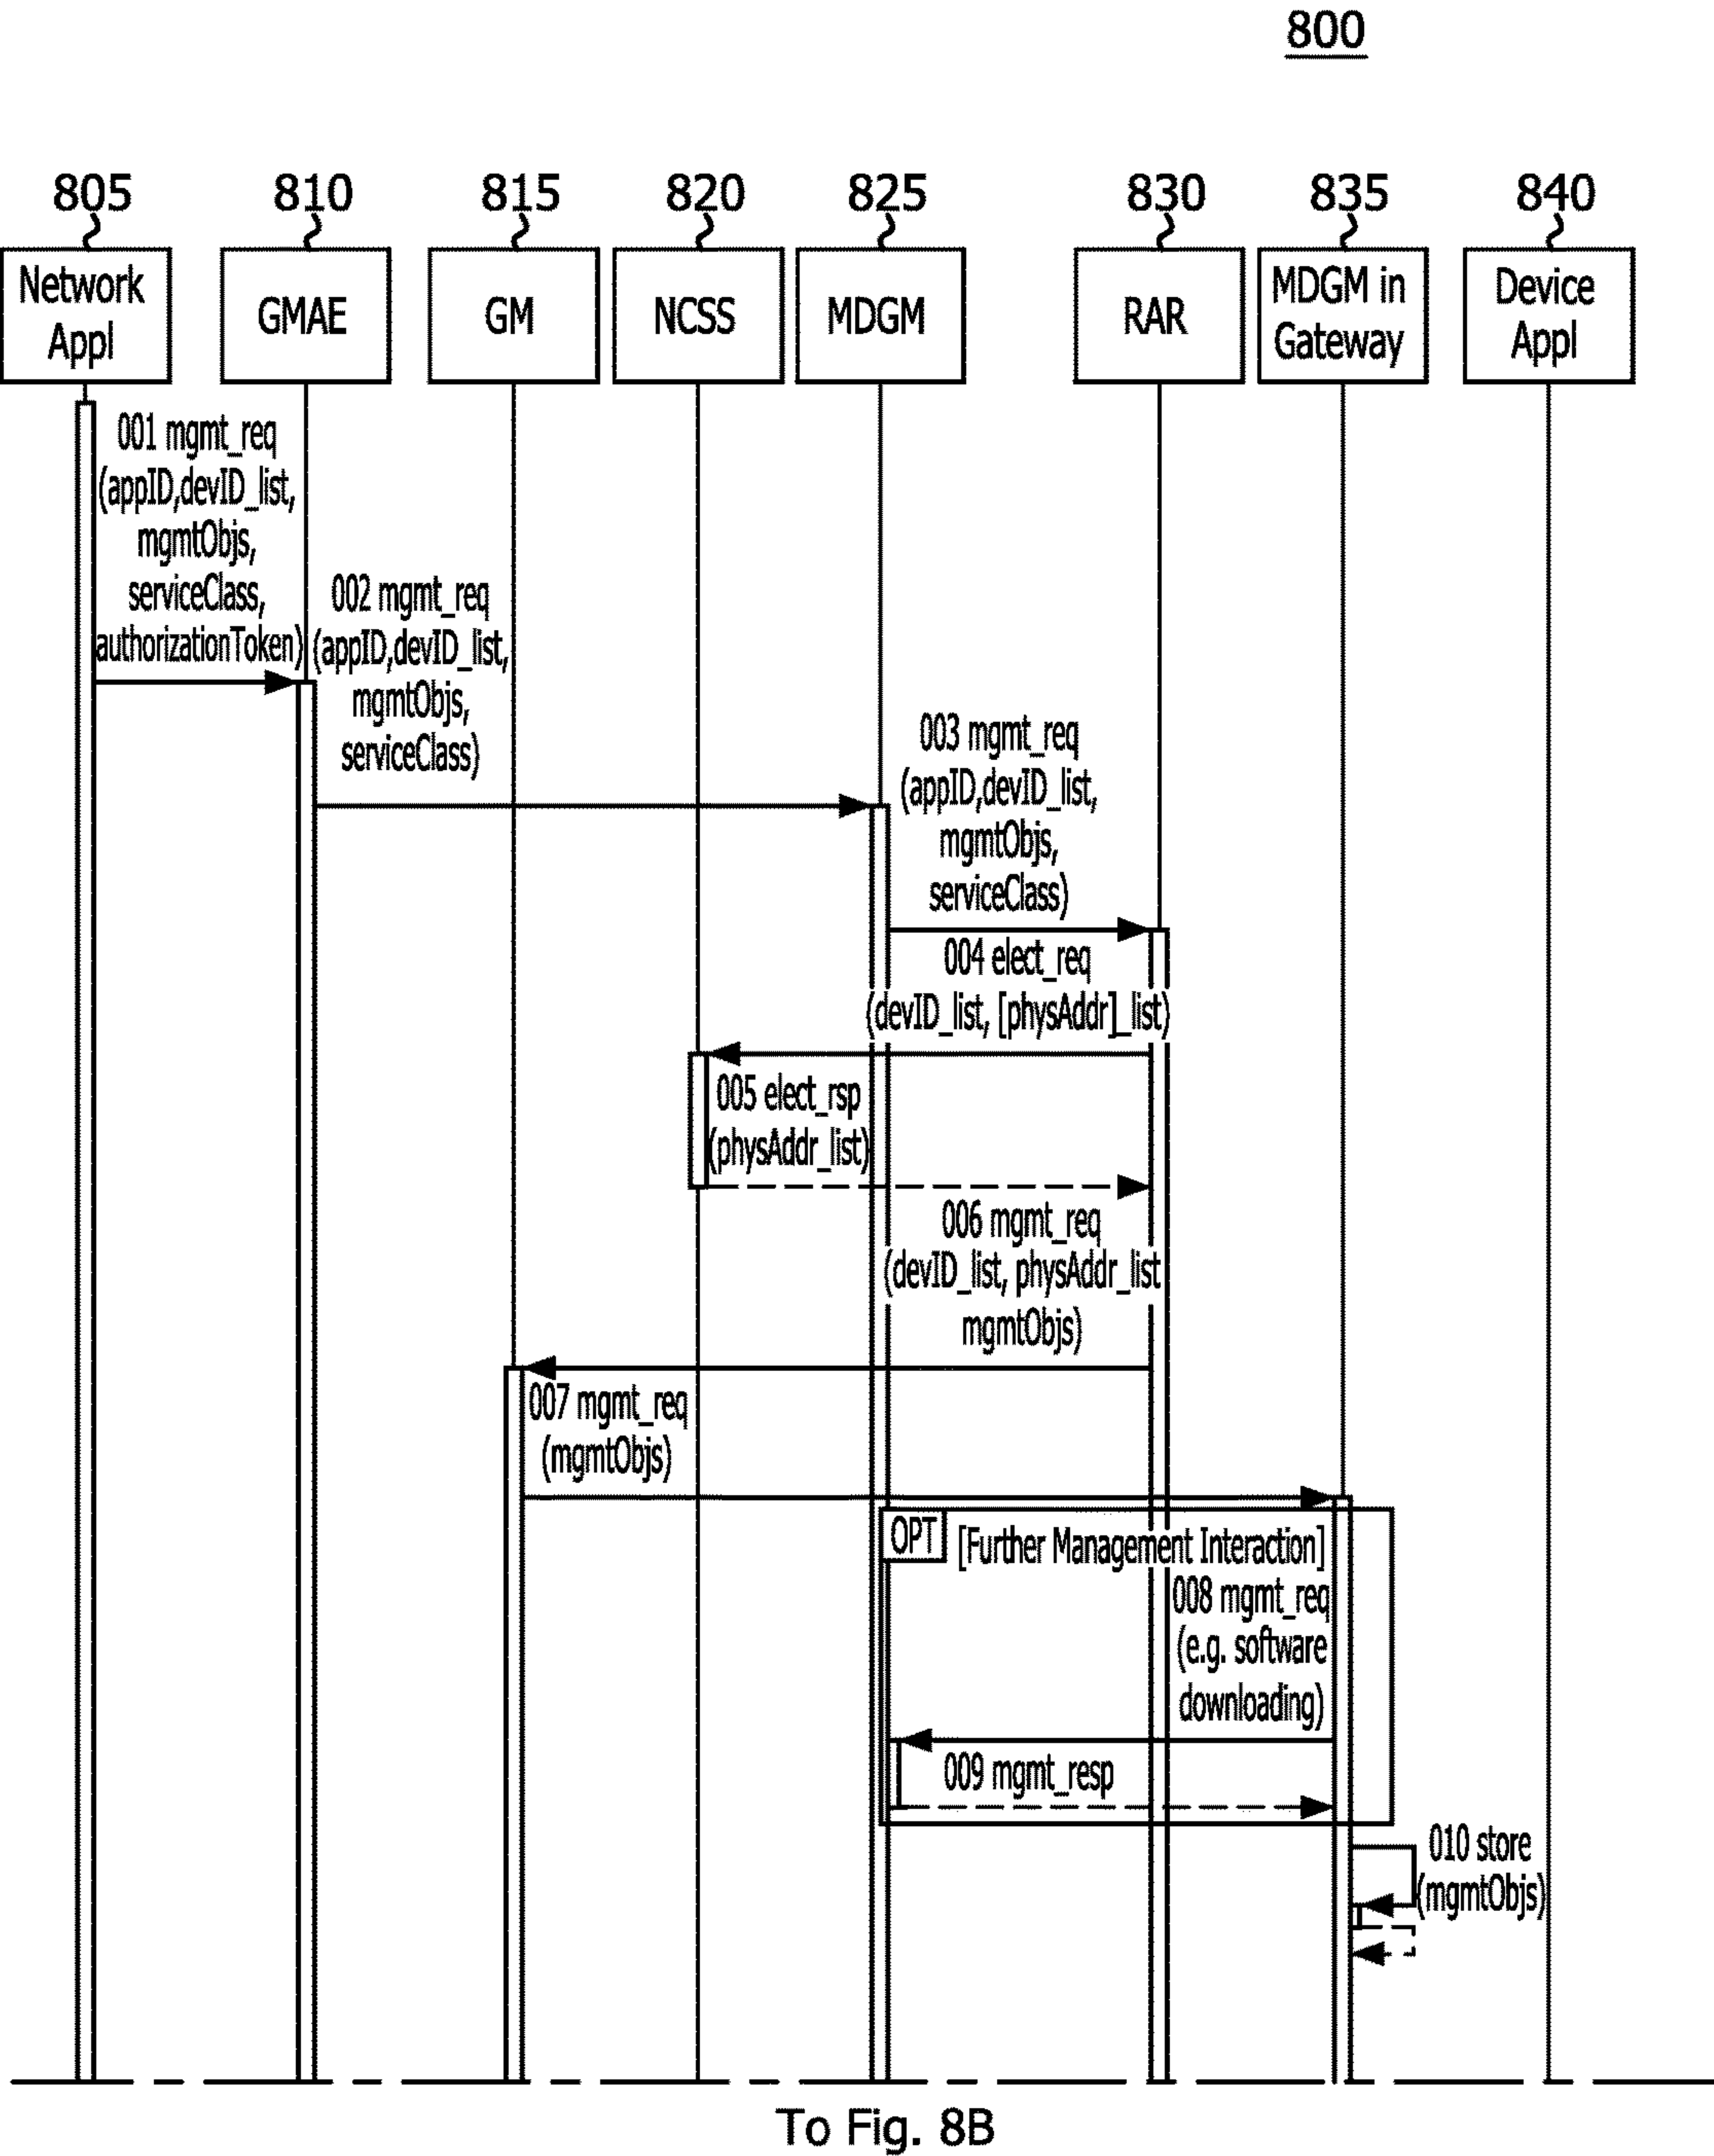 800
805
810
815
820
825
830
835
840
Network
Appl
GMAE
GM
NCSS
MDGM
RAR
MDGM in
Gateway
Device
Appl
001 mgmt_req
(appID,devID_list,
mgmtObjs,
serviceClass,
authorizationToken)
002 mgmt_req
(appID,devID_list,
mgmtObjs,
serviceClass)
003 mgmt_req
(appID,devID_list,
mgmtObjs,
serviceClass)
004 elect_req
(devID_list, [physAddr]_list)
005 elect_rsp
(physAddr_list)
006 mgmt_req
(devID_list, physAddr_list
mgmtObjs)
007 mgmt_req
(mgmtObjs)
OPT
[Further Management Interaction]
008 mgmt_req
(e.g. software
downloading)
009 mgmt_resp
010 store
(mgmtObjs)
To Fig. 8B